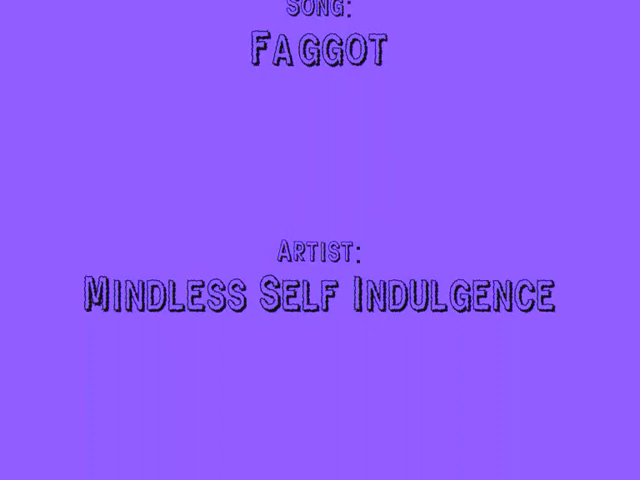 SONG:
FAGGOT
ARTIST:
MINDLESS SELF INDULGENCE